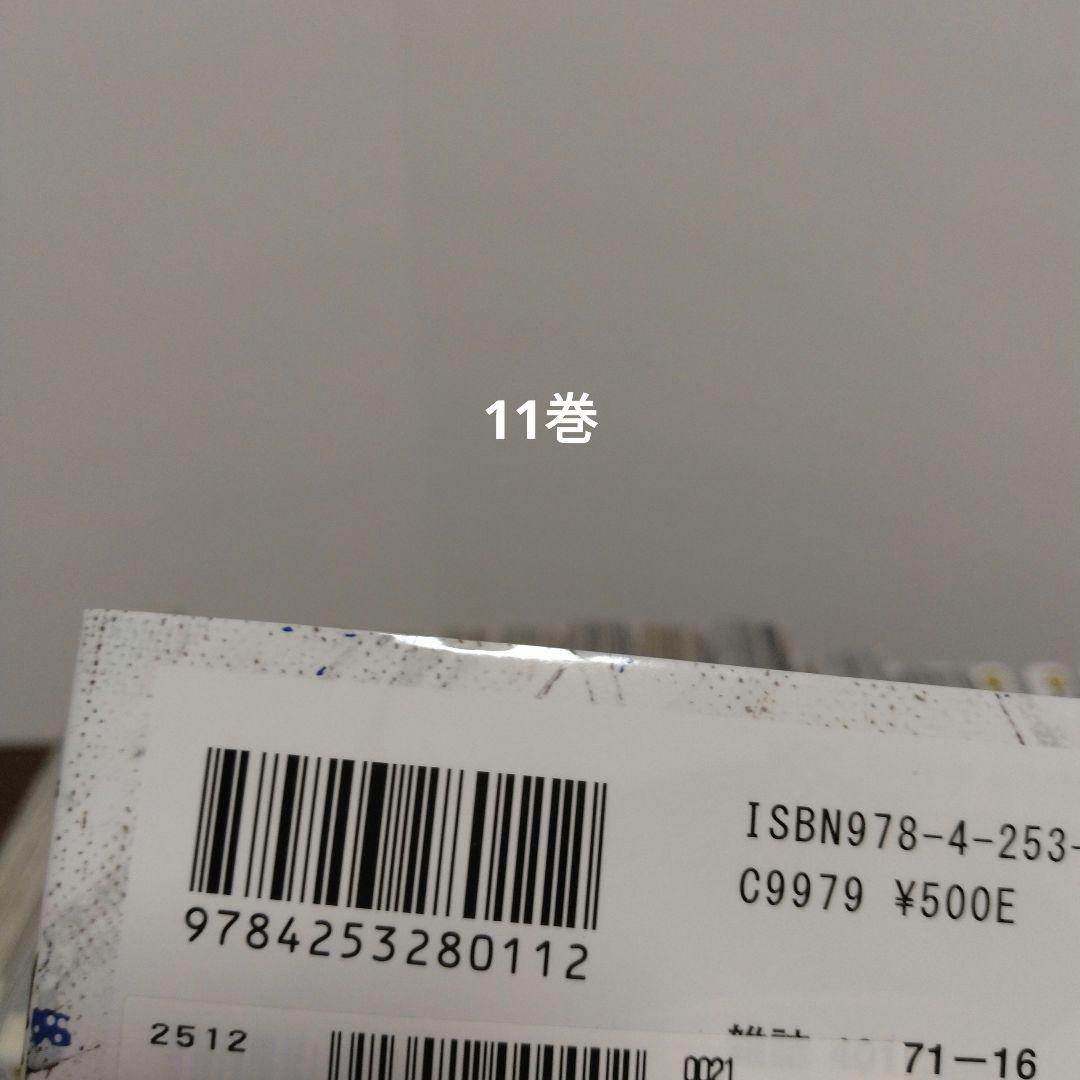 11巻
ISBN978-4-253-
C9979 ¥500E
9784253280112
2512
0021
71-16